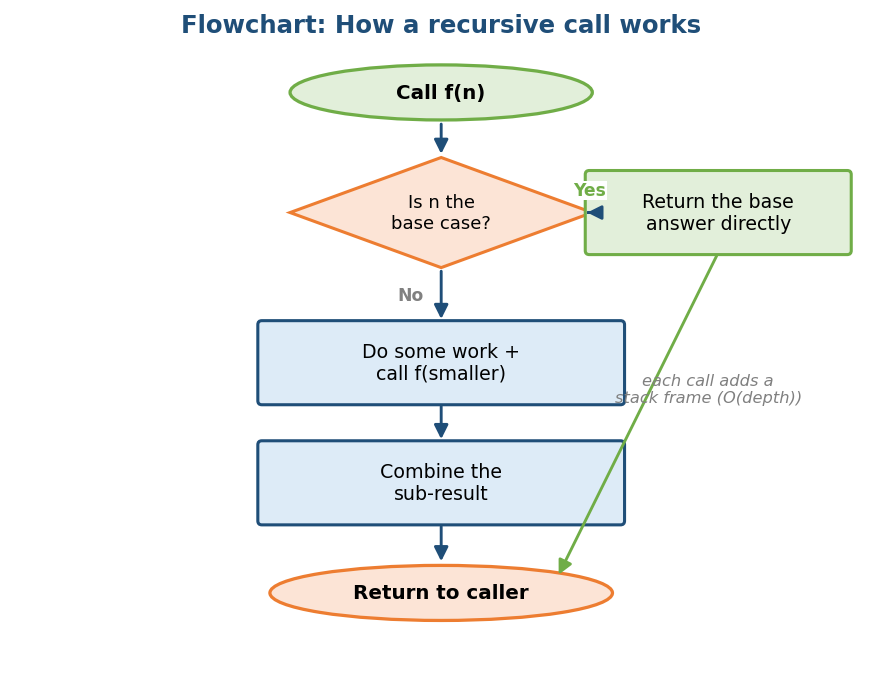 Flowchart: How a recursive call works
Call f(n)
Is n the
base case?
Yes
Return the base
answer directly
No
Do some work +
call f(smaller)
each call adds a
stack frame (O(depth))
Combine the
sub-result
Return to caller